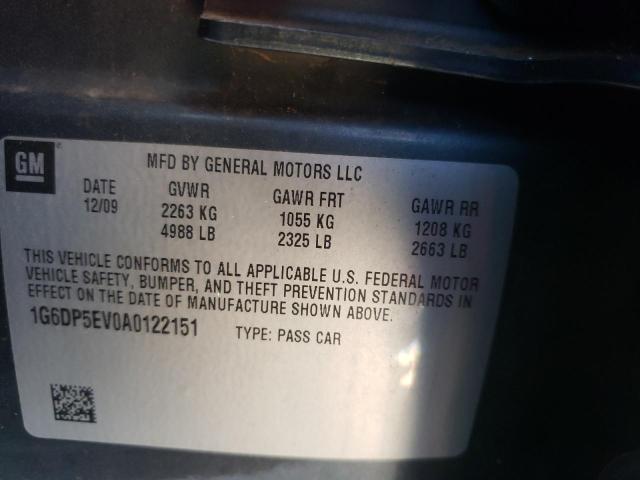 GM
MFD BY GENERAL MOTORS LLC
DATE GVWR GAWR FRT GAWR RR
12/09 2263 KG 1055 KG 1208 KG
4988 LB 2325 LB 2663 LB
THIS VEHICLE CONFORMS TO ALL APPLICABLE U.S. FEDERAL MOTOR
VEHICLE SAFETY, BUMPER, AND THEFT PREVENTION STANDARDS IN
EFFECT ON THE DATE OF MANUFACTURE SHOWN ABOVE.
1G6DP5EV0A0122151 TYPE: PASS CAR